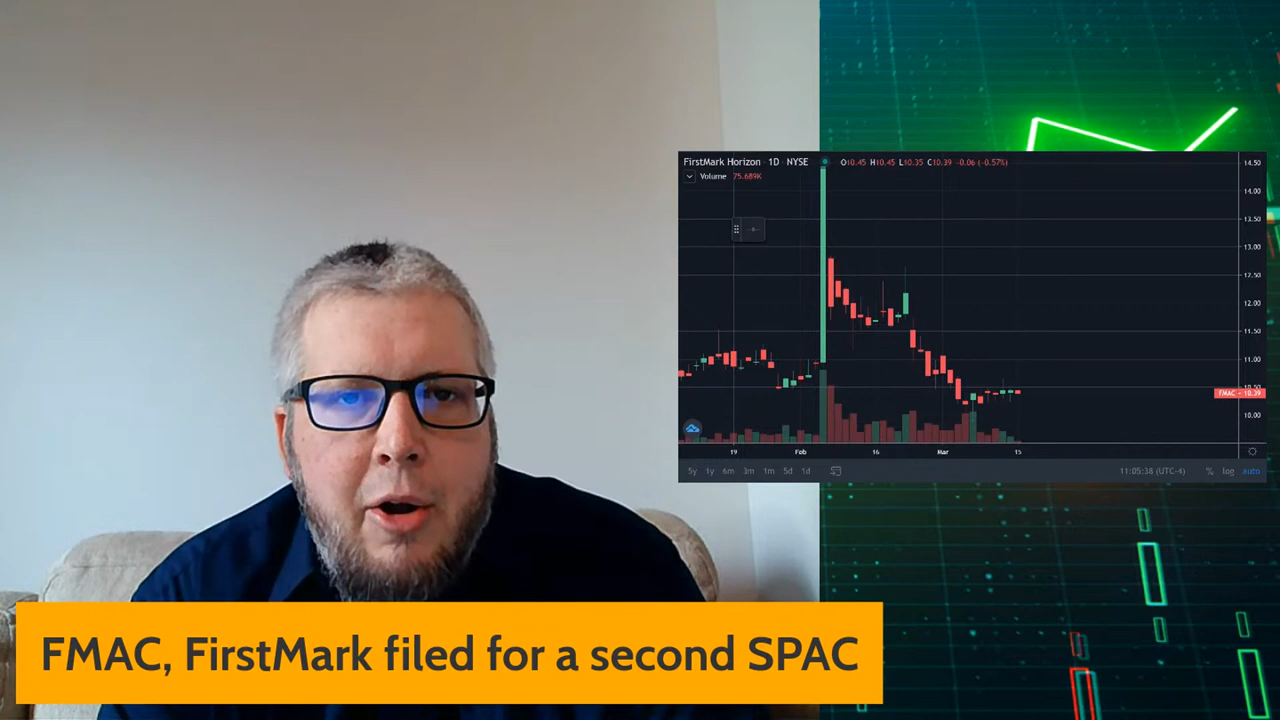 FirstMark Horizon 1D NYSE O10.45 H10.45 L10.35 C10.39 -0.06 (-0.57%)
Volume 75.689K
14.50
14.00
13.50
13.00
12.50
12.00
11.50
11.00
10.50
FMAC 10.39
10.00
19 Feb 16 Mar 15
5y 1y 6m 3m 1m 5d 1d 11:05:38 (UTC-4) % log auto
FMAC, FirstMark filed for a second SPAC